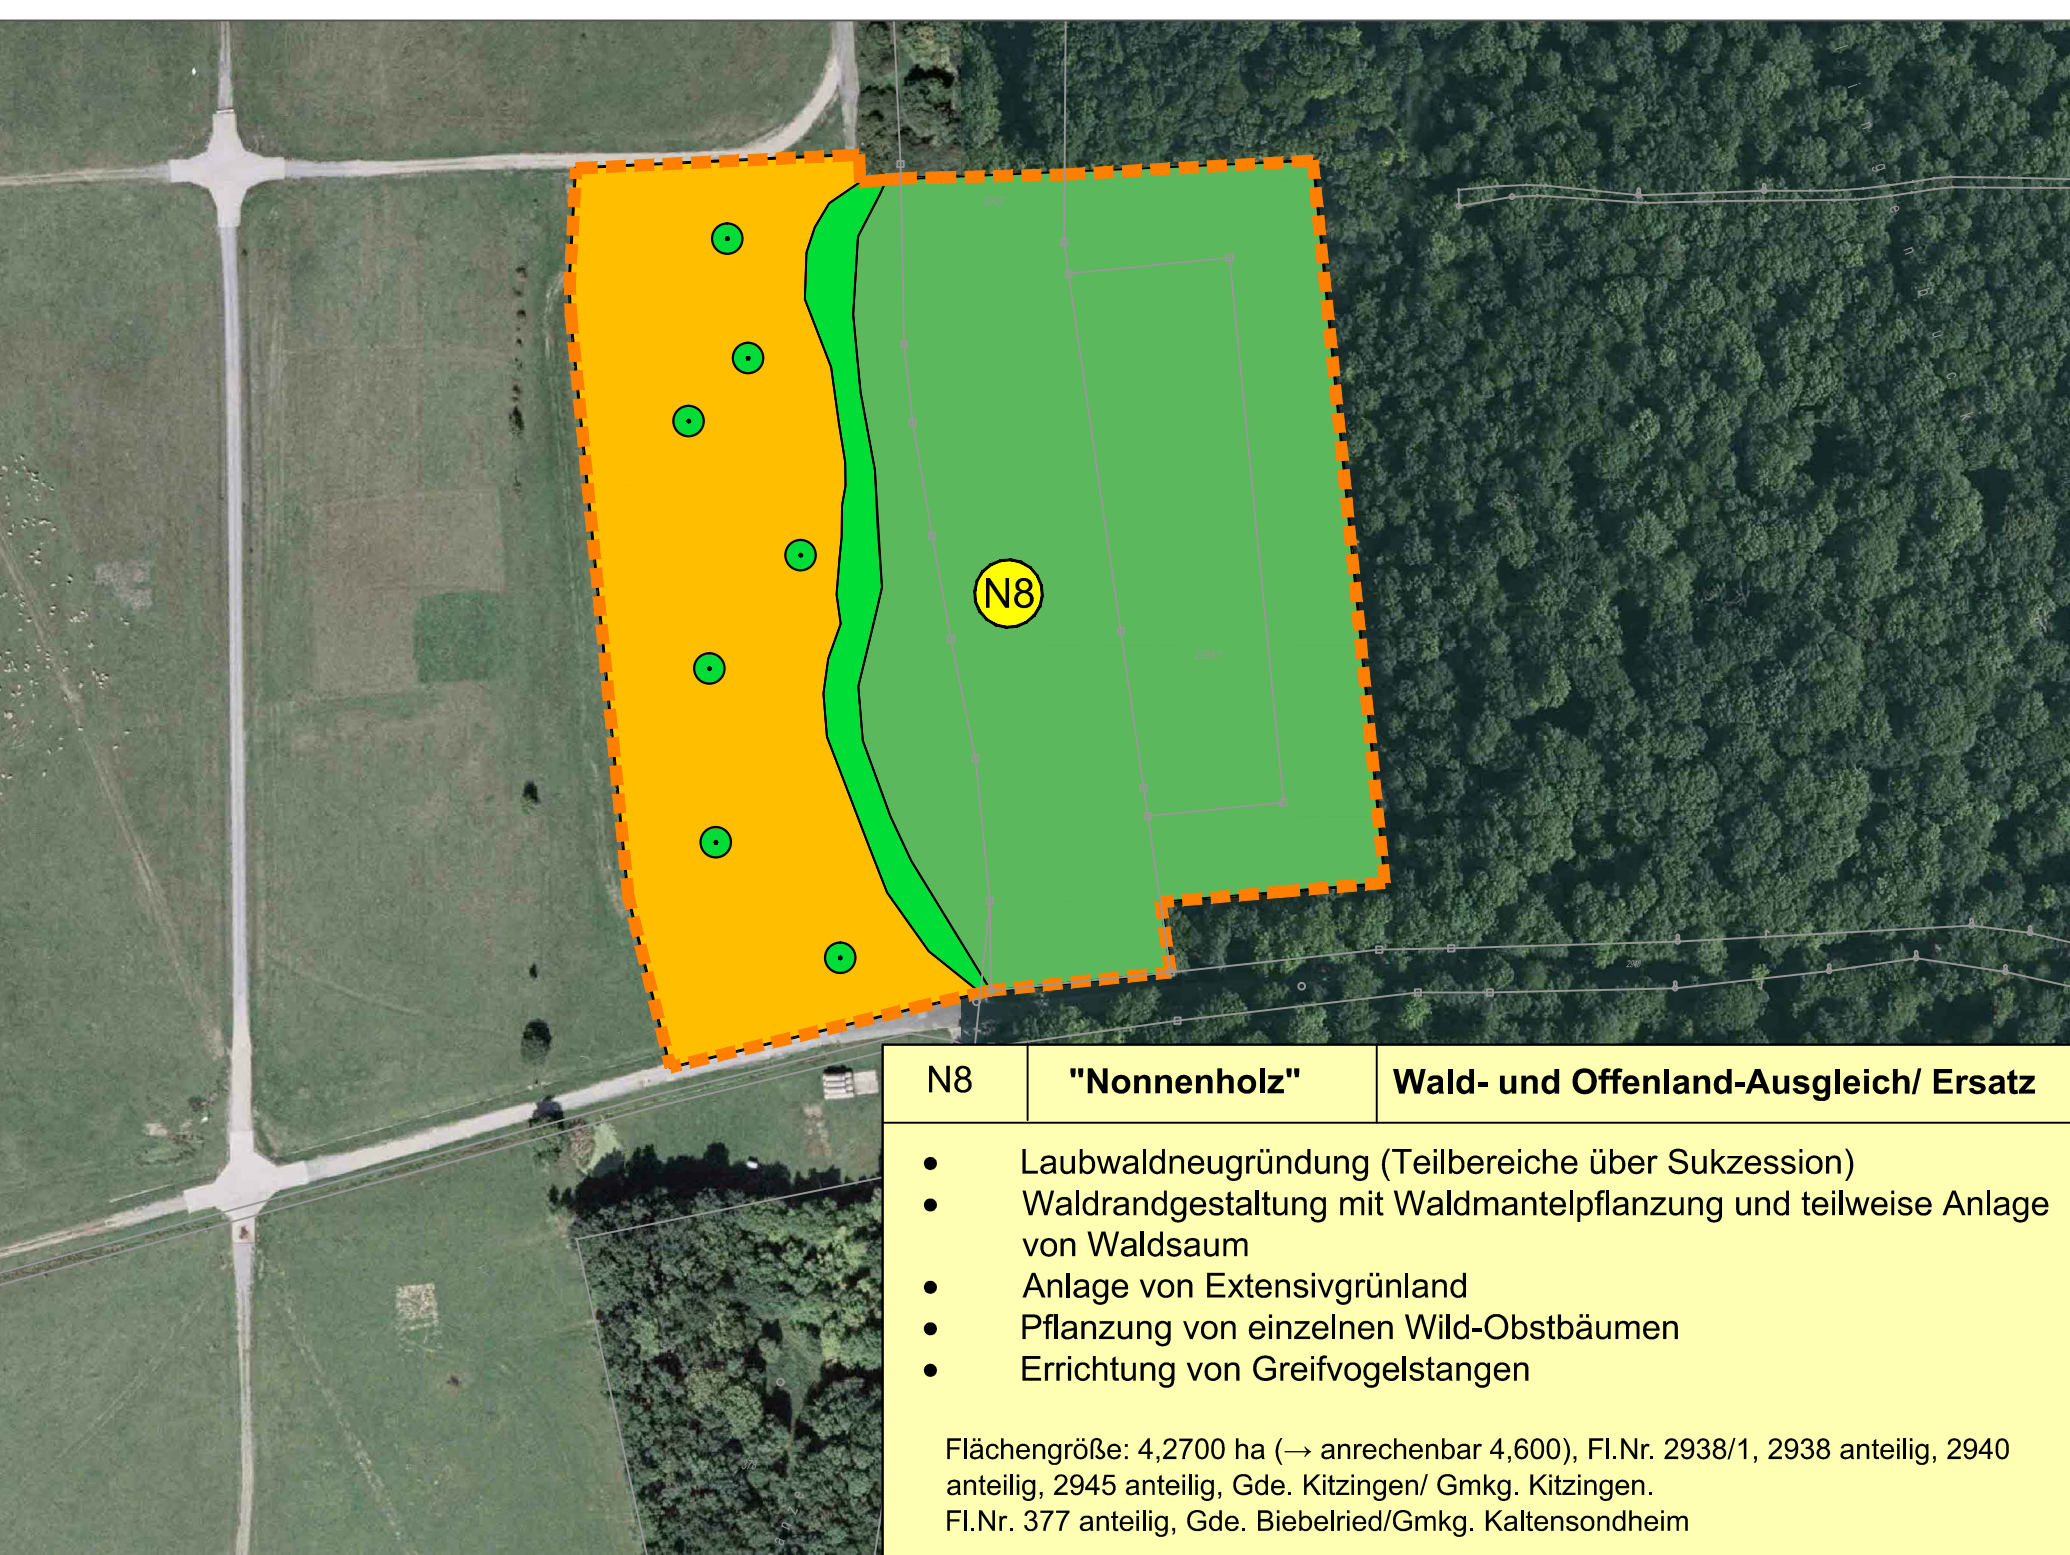 N8
N8
"Nonnenholz"
Wald- und Offenland-Ausgleich/ Ersatz
• Laubwaldneugründung (Teilbereiche über Sukzession)
• Waldrandgestaltung mit Waldmantelpflanzung und teilweise Anlage
von Waldsaum
• Anlage von Extensivgrünland
• Pflanzung von einzelnen Wild-Obstbäumen
• Errichtung von Greifvogelstangen
Flächengröße: 4,2700 ha (→ anrechenbar 4,600), Fl.Nr. 2938/1, 2938 anteilig, 2940
anteilig, 2945 anteilig, Gde. Kitzingen/ Gmkg. Kitzingen.
Fl.Nr. 377 anteilig, Gde. Biebelried/Gmkg. Kaltensondheim